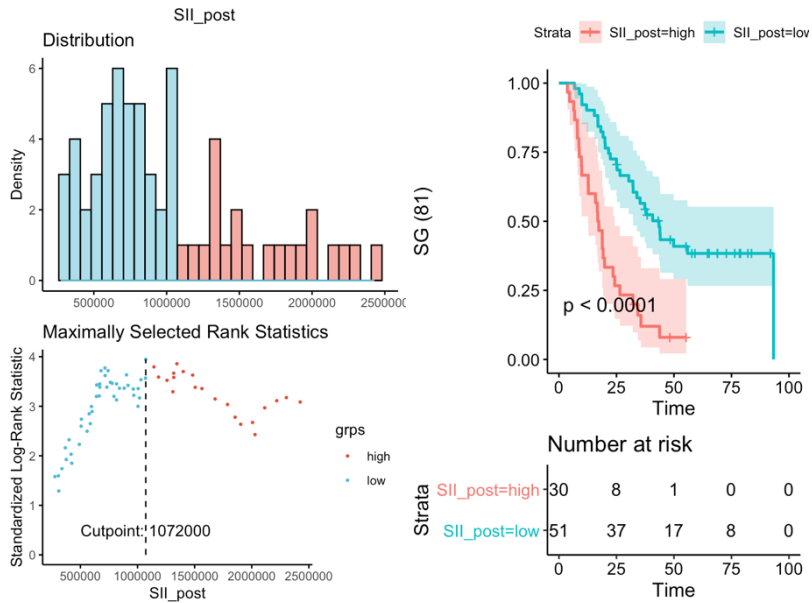 SII_post
Distribution
Density
6
4
2
0
500000 1000000 1500000 2000000 2500000
Maximally Selected Rank Statistics
Standardized Log-Rank Statistic
4
3
2
1
0
Cutpoint: 1072000
500000 1000000 1500000 2000000 2500000
SII_post
grps
high
low
Strata SII_post=high SII_post=low
SG (81)
1.00
0.75
0.50
0.25
0.00
p < 0.0001
0 25 50 75 100
Time
Number at risk
Strata
SII_post=high 30 8 1 0 0
SII_post=low 51 37 17 8 0
0 25 50 75 100
Time